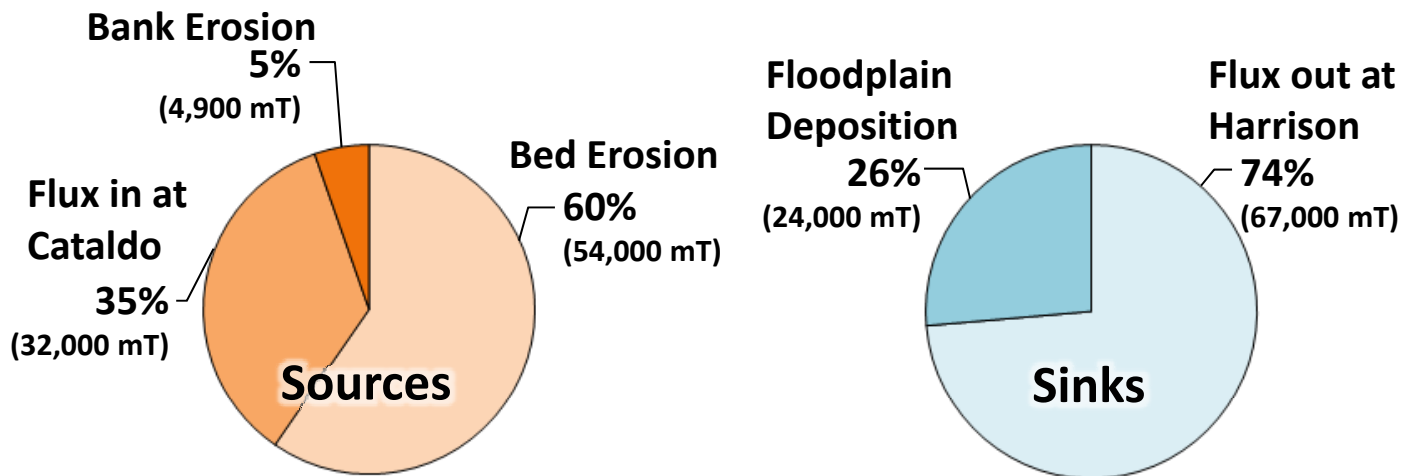 Bank Erosion
5%
(4,900 mT)
Bed Erosion
60%
(54,000 mT)
Flux in at
Cataldo
35%
(32,000 mT)
Sources
Floodplain
Deposition
26%
(24,000 mT)
Flux out at
Harrison
74%
(67,000 mT)
Sinks